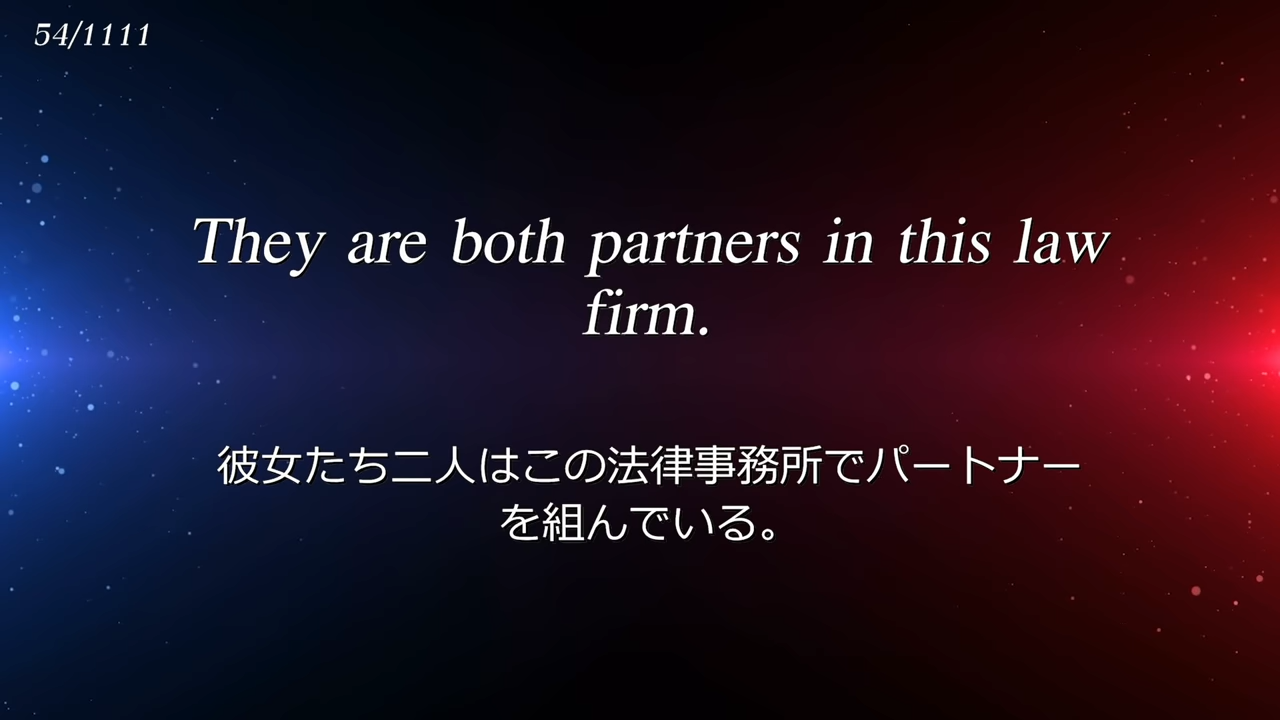 54/1111
They are both partners in this law
firm.
彼女たち二人はこの法律事務所でパートナー
を組んでいる。